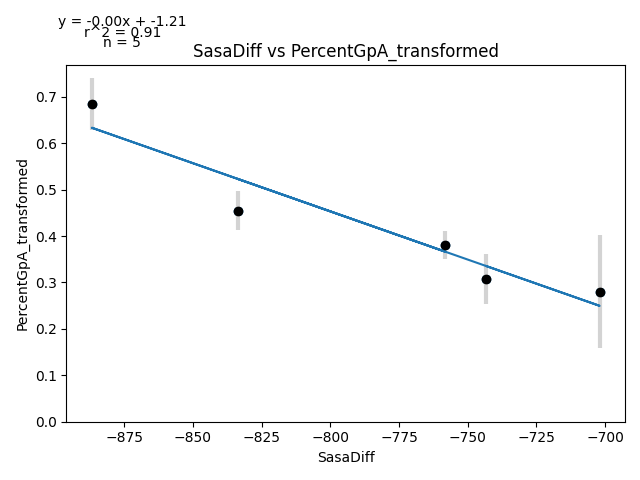 y = -0.00x + -1.21
r^2 = 0.91
n = 5
SasaDiff vs PercentGpA_transformed
PercentGpA_transformed
0.7
0.6
0.5
0.4
0.3
0.2
0.1
0.0
−875
−850
−825
−800
−775
−750
−725
−700
SasaDiff